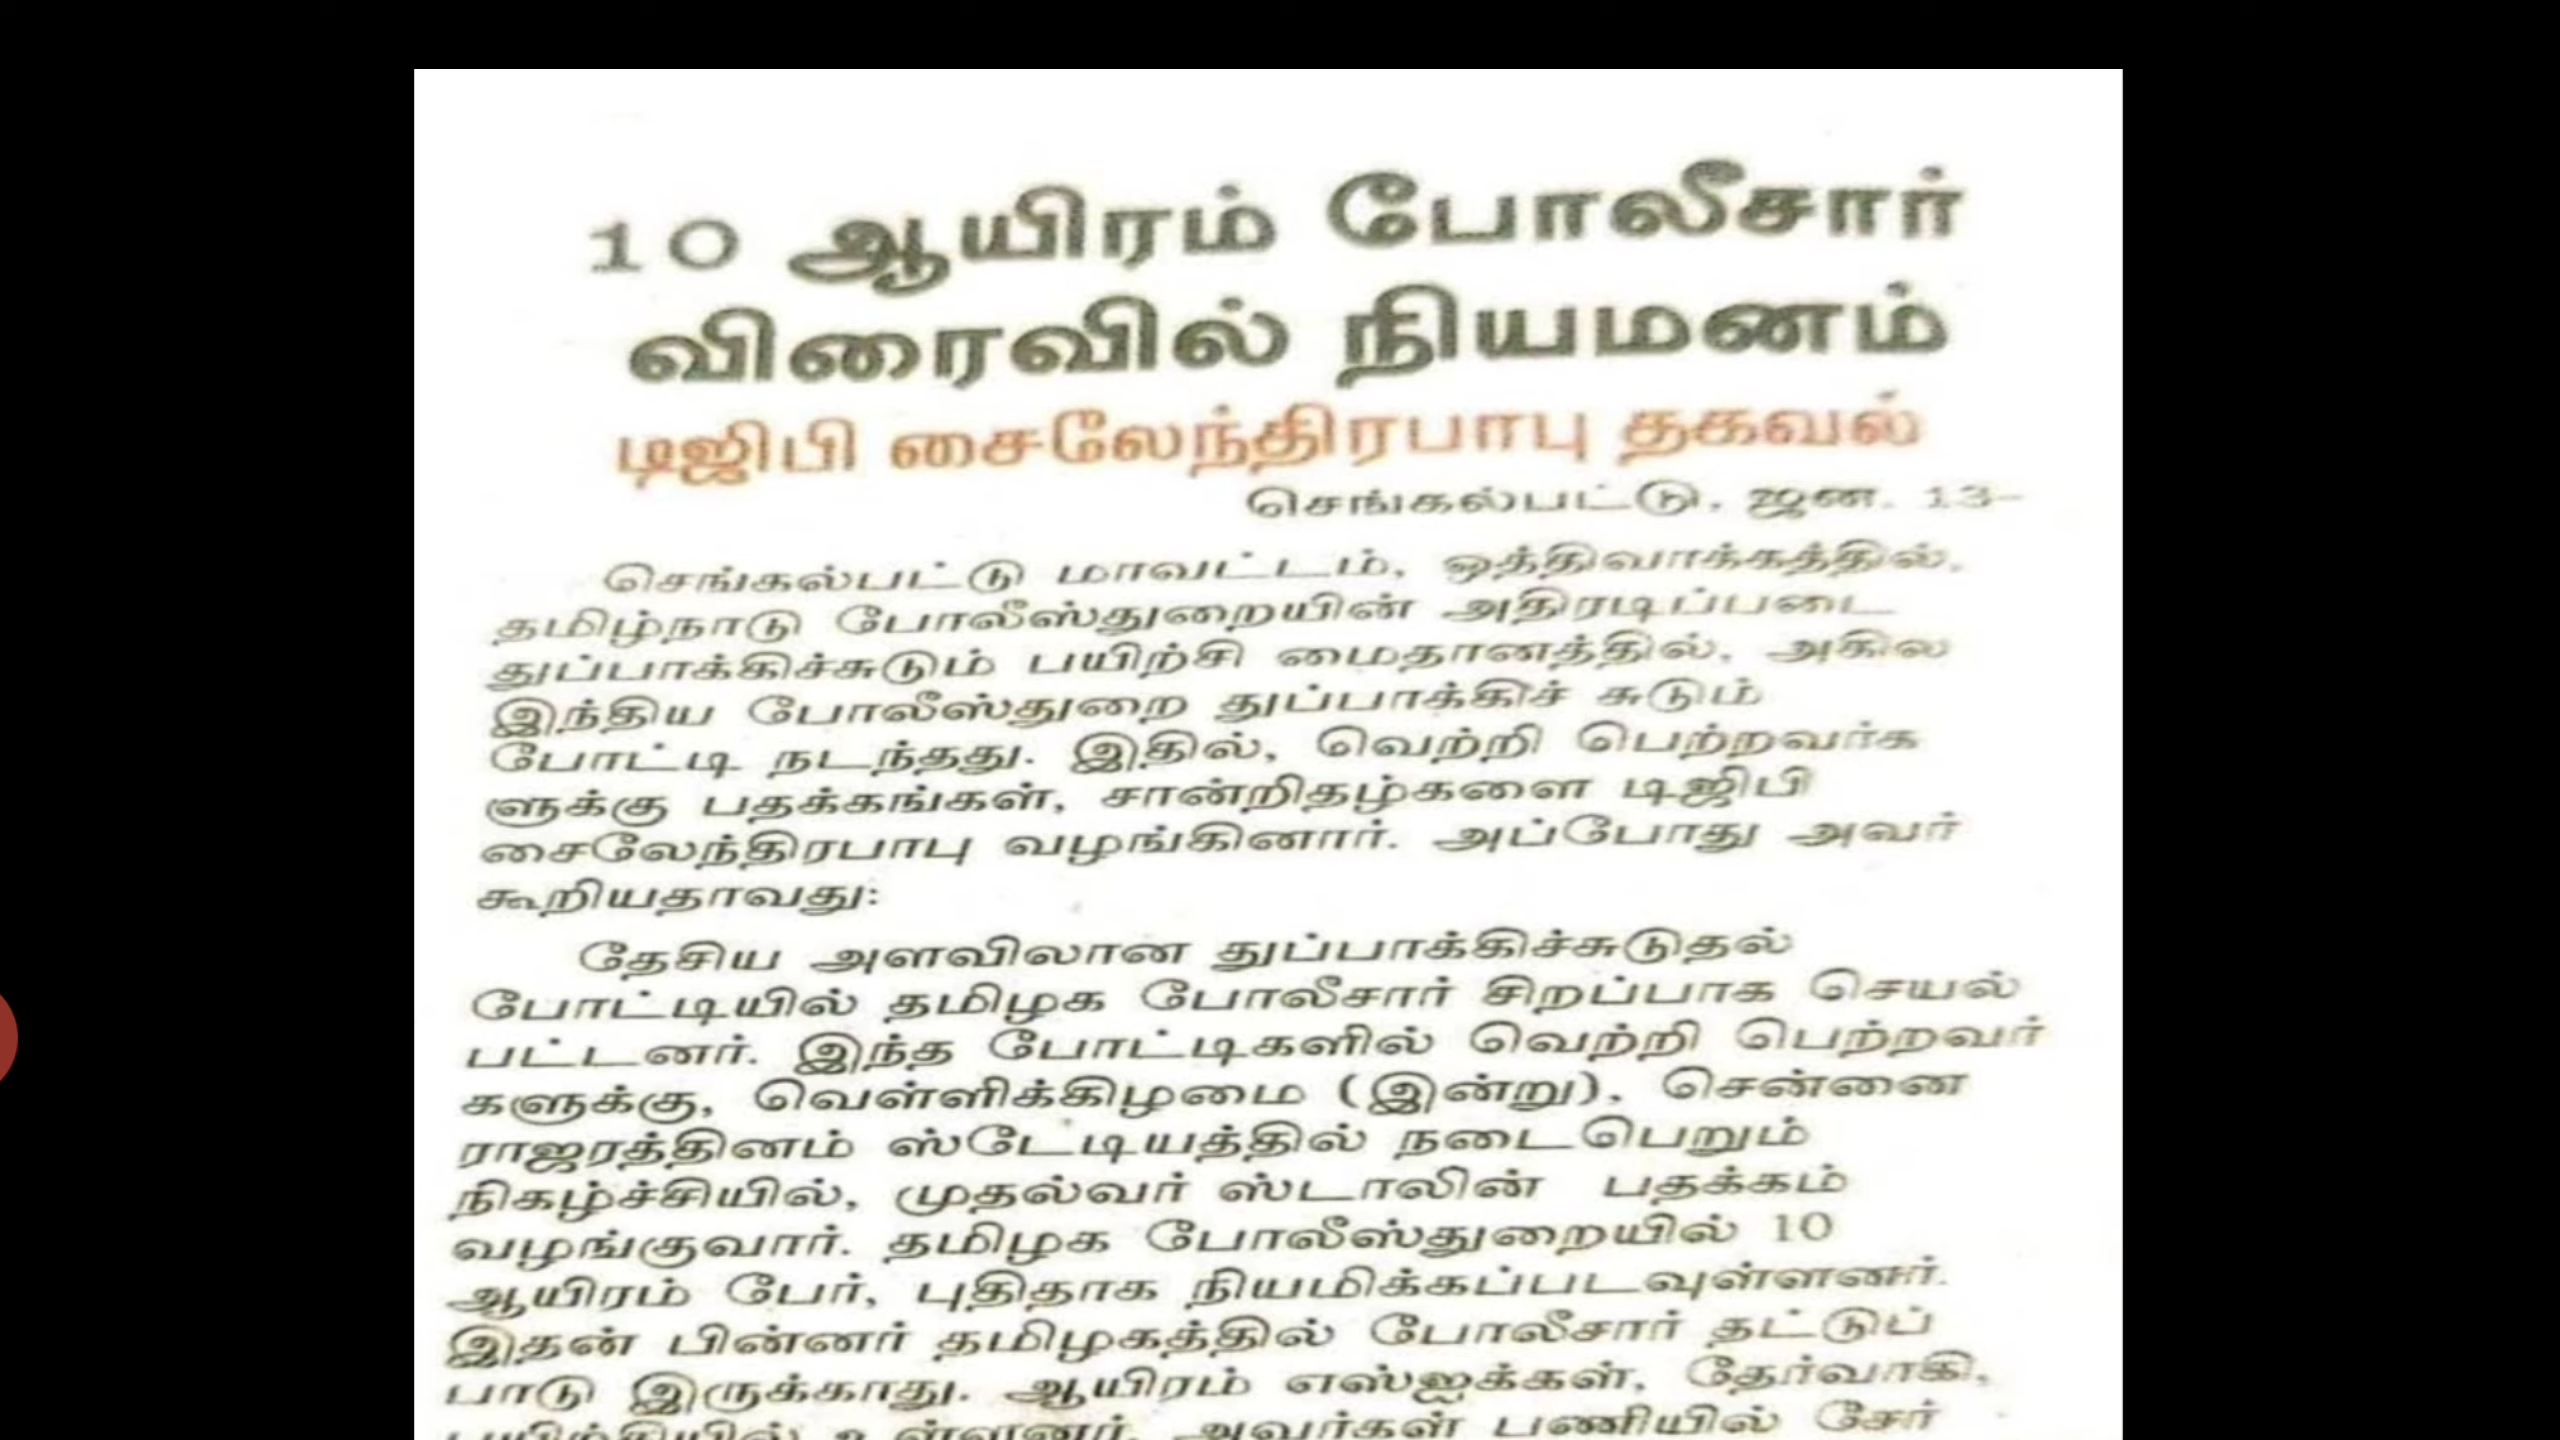 10 ஆயிரம் போலீசார்
விரைவில் நியமனம்
டிஜிபி சைலேந்திரபாபு தகவல்
செங்கல்பட்டு, ஜன. 13–
செங்கல்பட்டு மாவட்டம், ஒத்திவாக்கத்தில்,
தமிழ்நாடு போலீஸ்துறையின் அதிரடிப்படை
துப்பாக்கிச்சுடும் பயிற்சி மைதானத்தில், அகில
இந்திய போலீஸ்துறை துப்பாக்கிச் சுடும்
போட்டி நடந்தது. இதில், வெற்றி பெற்றவர்க
ளுக்கு பதக்கங்கள், சான்றிதழ்களை டிஜிபி
சைலேந்திரபாபு வழங்கினார். அப்போது அவர்
கூறியதாவது:
தேசிய அளவிலான துப்பாக்கிச்சுடுதல்
போட்டியில் தமிழக போலீசார் சிறப்பாக செயல்
பட்டனர். இந்த போட்டிகளில் வெற்றி பெற்றவர்
களுக்கு, வெள்ளிக்கிழமை (இன்று), சென்னை
ராஜரத்தினம் ஸ்டேடியத்தில் நடைபெறும்
நிகழ்ச்சியில், முதல்வர் ஸ்டாலின் பதக்கம்
வழங்குவார். தமிழக போலீஸ்துறையில் 10
ஆயிரம் பேர், புதிதாக நியமிக்கப்படவுள்ளனர்.
இதன் பின்னர் தமிழகத்தில் போலீசார் தட்டுப்
பாடு இருக்காது. ஆயிரம் எஸ்ஐக்கள், தேர்வாகி,
பயிற்சியில் உள்ளனர். அவர்கள் பணியில் சேர்